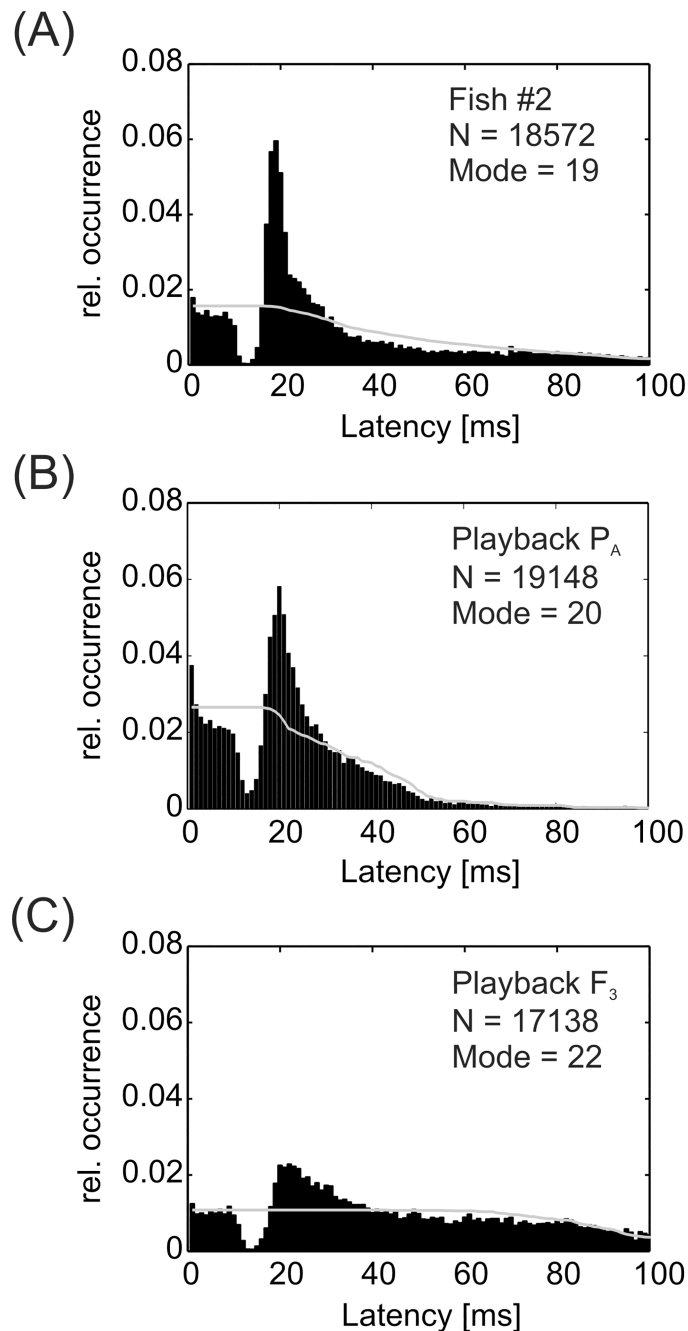 (A)
0.08
0.06
0.04
0.02
0
rel. occurrence
Fish #2
N = 18572
Mode = 19
0 20 40 60 80 100
Latency [ms]
(B)
0.08
0.06
0.04
0.02
0
rel. occurrence
Playback P_A
N = 19148
Mode = 20
0 20 40 60 80 100
Latency [ms]
(C)
0.08
0.06
0.04
0.02
0
rel. occurrence
Playback F_3
N = 17138
Mode = 22
0 20 40 60 80 100
Latency [ms]